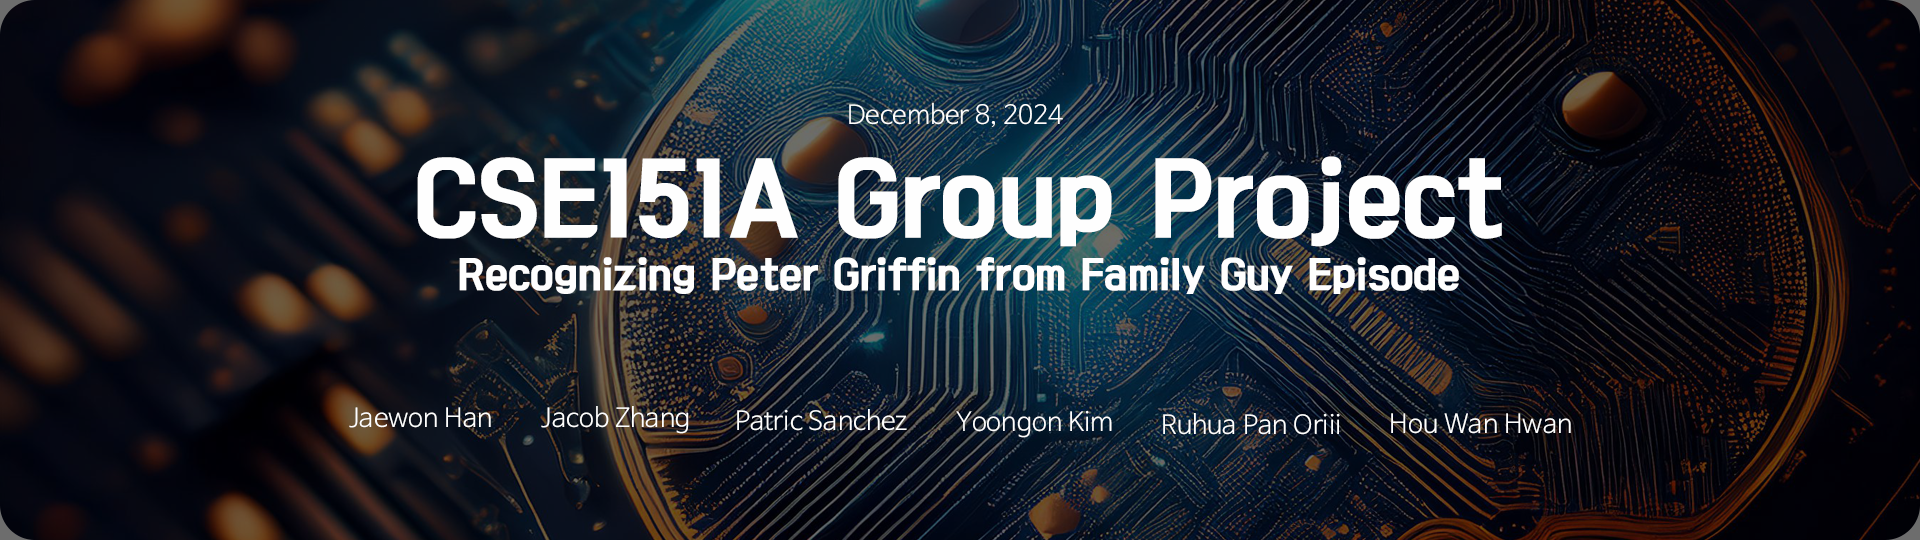 December 8, 2024
CSE151A Group Project
Recognizing Peter Griffin from Family Guy Episode
Jaewon Han Jacob Zhang Patric Sanchez Yoongon Kim Ruhua Pan Oriii Hou Wan Hwan